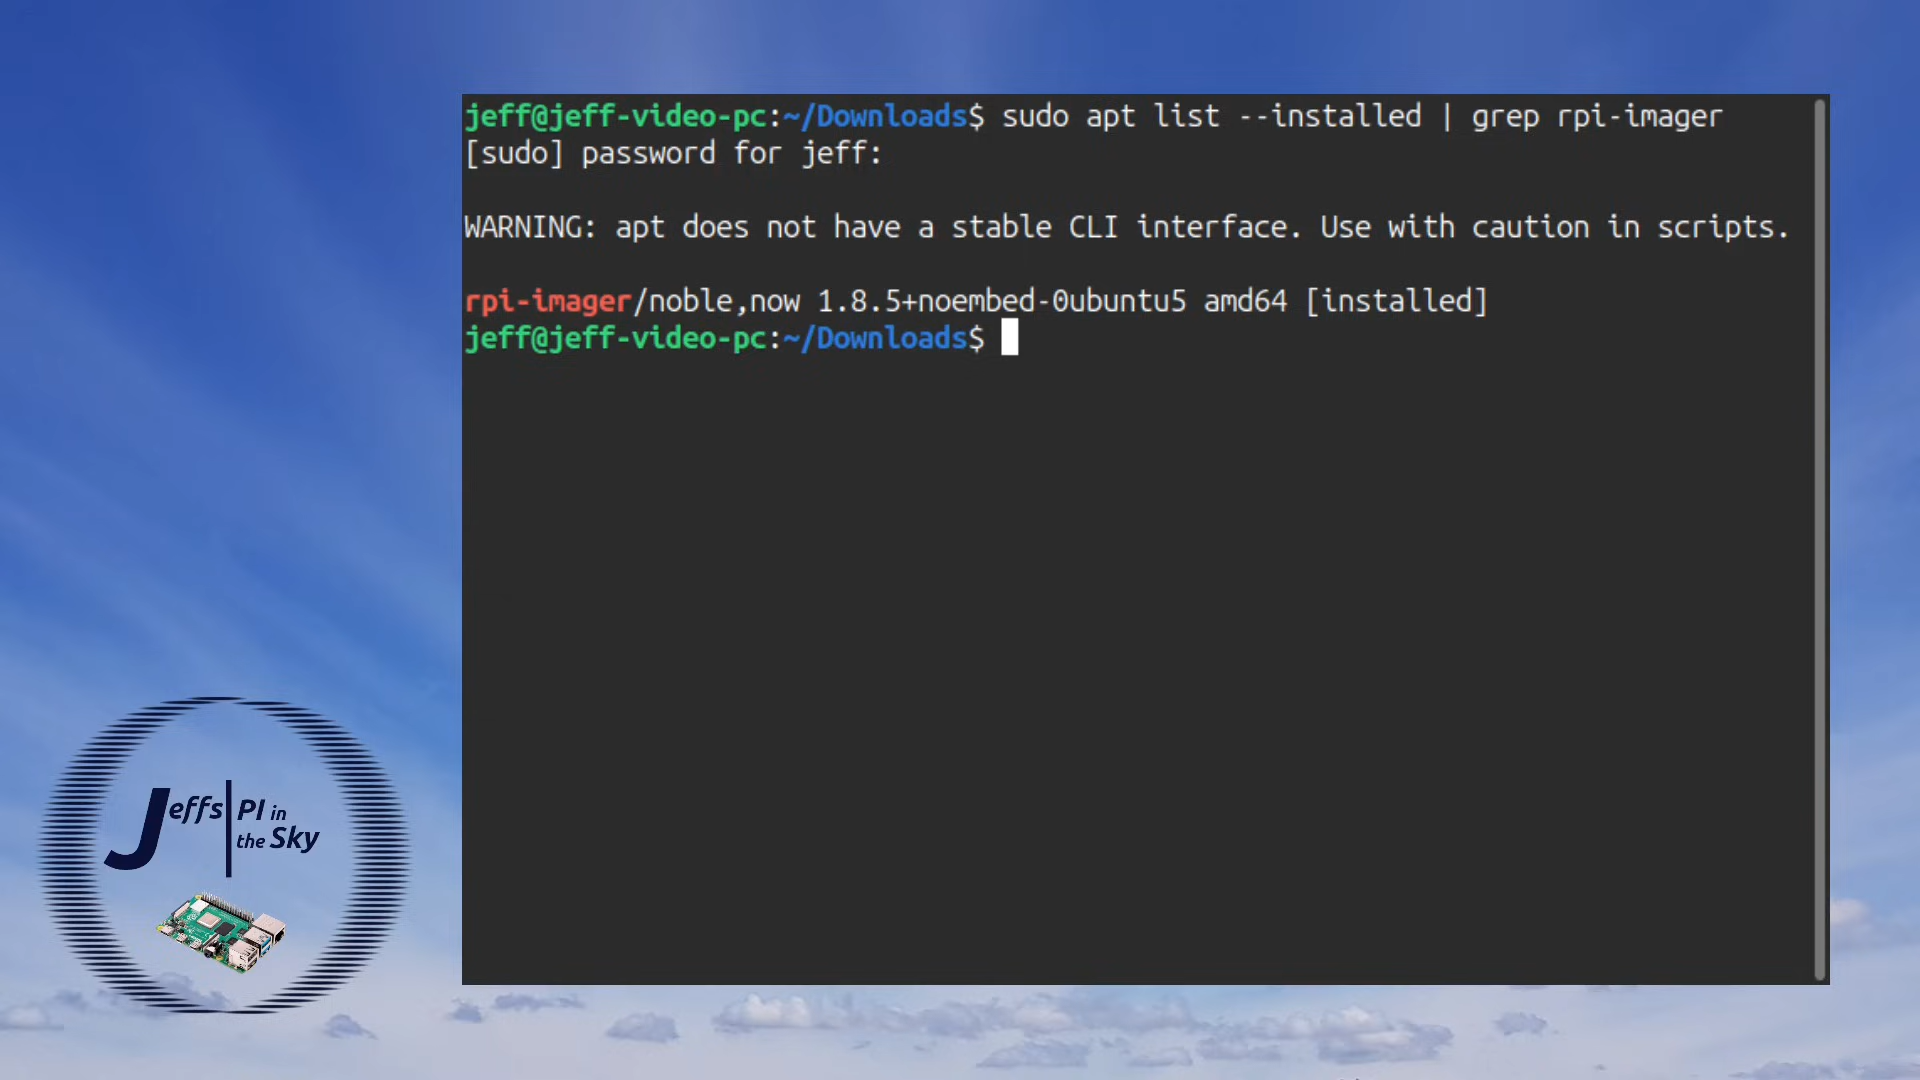 jeff@jeff-video-pc:~/Downloads$ sudo apt list --installed | grep rpi-imager
[sudo] password for jeff:
WARNING: apt does not have a stable CLI interface. Use with caution in scripts.
rpi-imager/noble,now 1.8.5+noembed-0ubuntu5 amd64 [installed]
jeff@jeff-video-pc:~/Downloads$
Jeffs PI in
the Sky